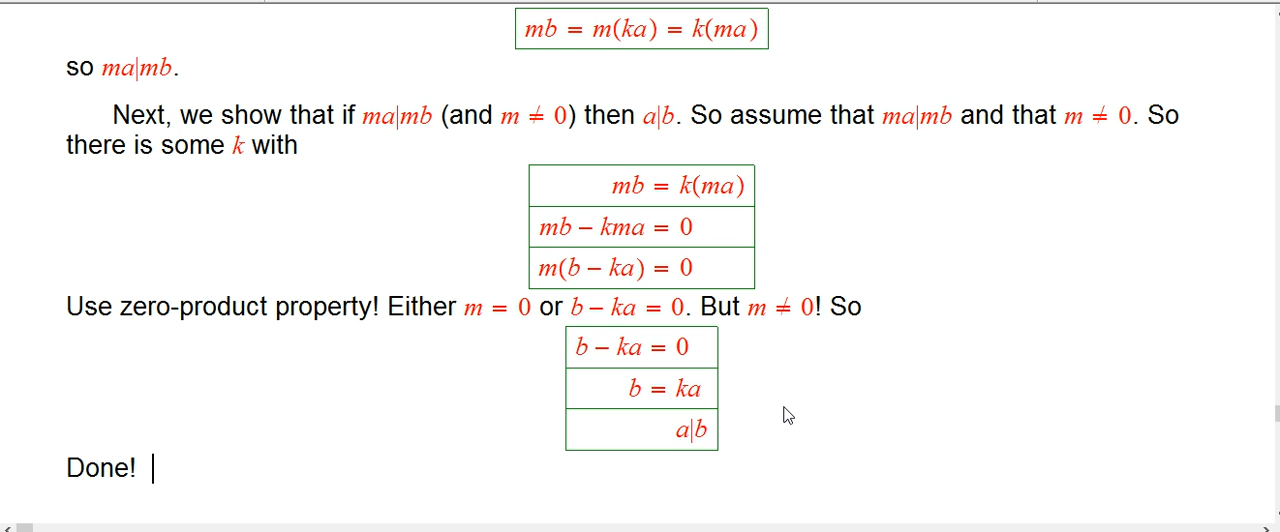 mb = m(ka) = k(ma)
so ma|mb.
Next, we show that if ma|mb (and m ≠ 0) then a|b. So assume that ma|mb and that m ≠ 0. So
there is some k with
mb = k(ma)
mb − kma = 0
m(b − ka) = 0
Use zero-product property! Either m = 0 or b − ka = 0. But m ≠ 0! So
b − ka = 0
b = ka
a|b
Done!